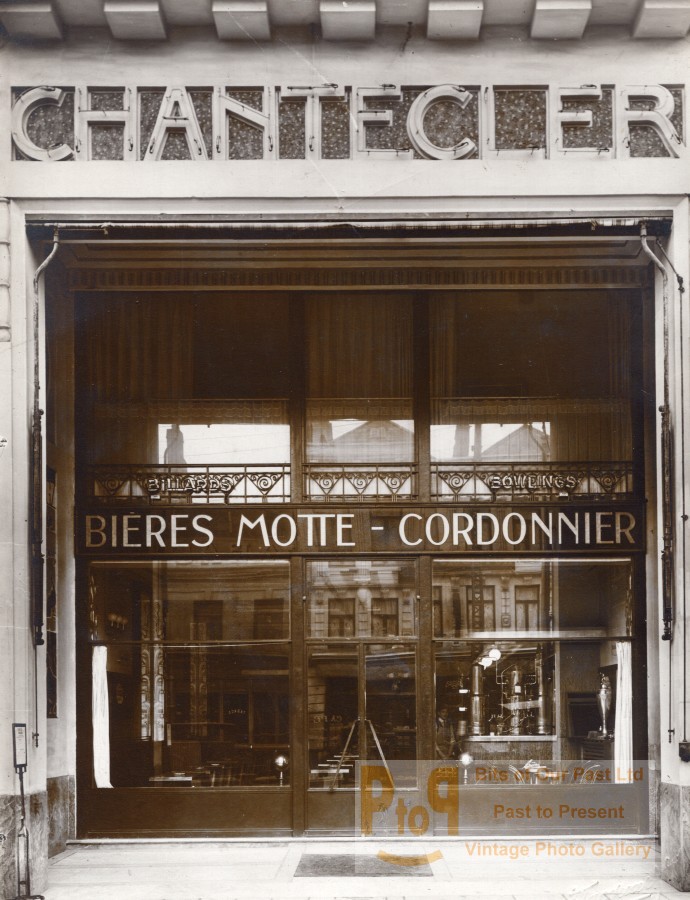 CHANTECLER
BILLARDS BOWLINGS
BIÈRES MOTTE - CORDONNIER
PtoP
Bits of Our Past Ltd
Past to Present
Vintage Photo Gallery